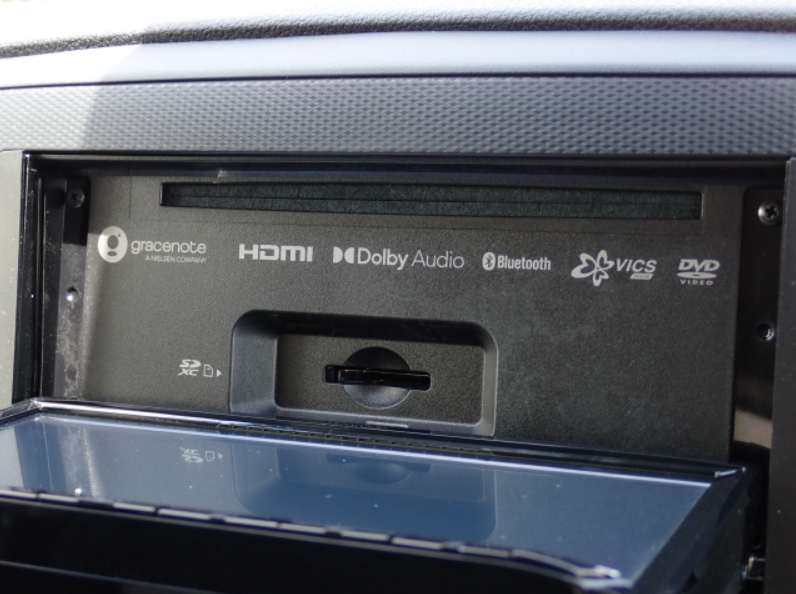 gracenote
A NIELSEN COMPANY
HDMI
Dolby Audio
Bluetooth
VICS
DVD
VIDEO
SD
XC